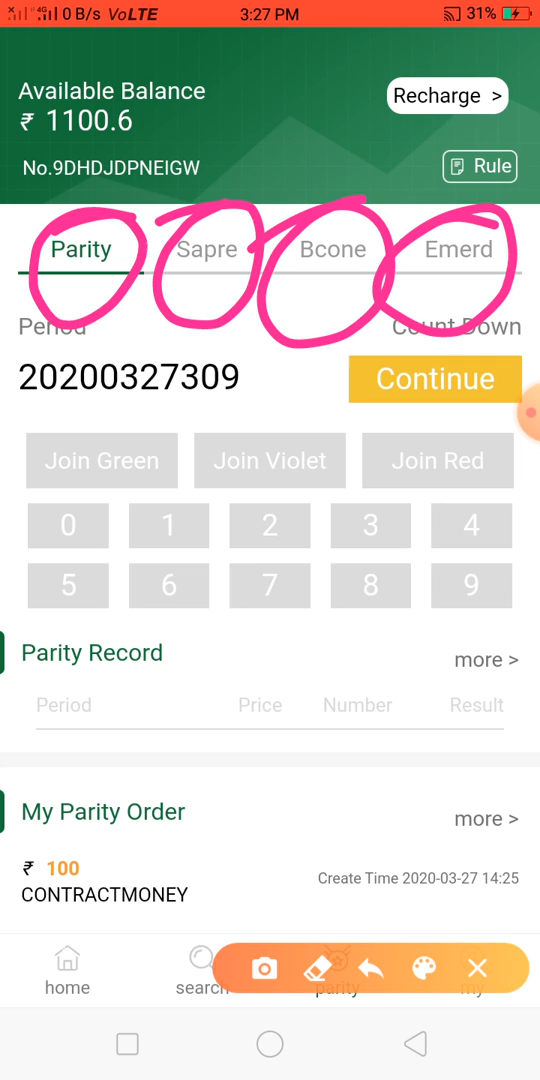 4G 0 B/s VoLTE 3:27 PM 31%
Available Balance
₹ 1100.6
Recharge >
No.9DHDJDPNEIGW
Rule
Parity Sapre Bcone Emerd
Period Count Down
20200327309 Continue
Join Green Join Violet Join Red
0 1 2 3 4
5 6 7 8 9
Parity Record more >
Period Price Number Result
My Parity Order more >
₹ 100
CONTRACTMONEY Create Time 2020-03-27 14:25
home search parity my